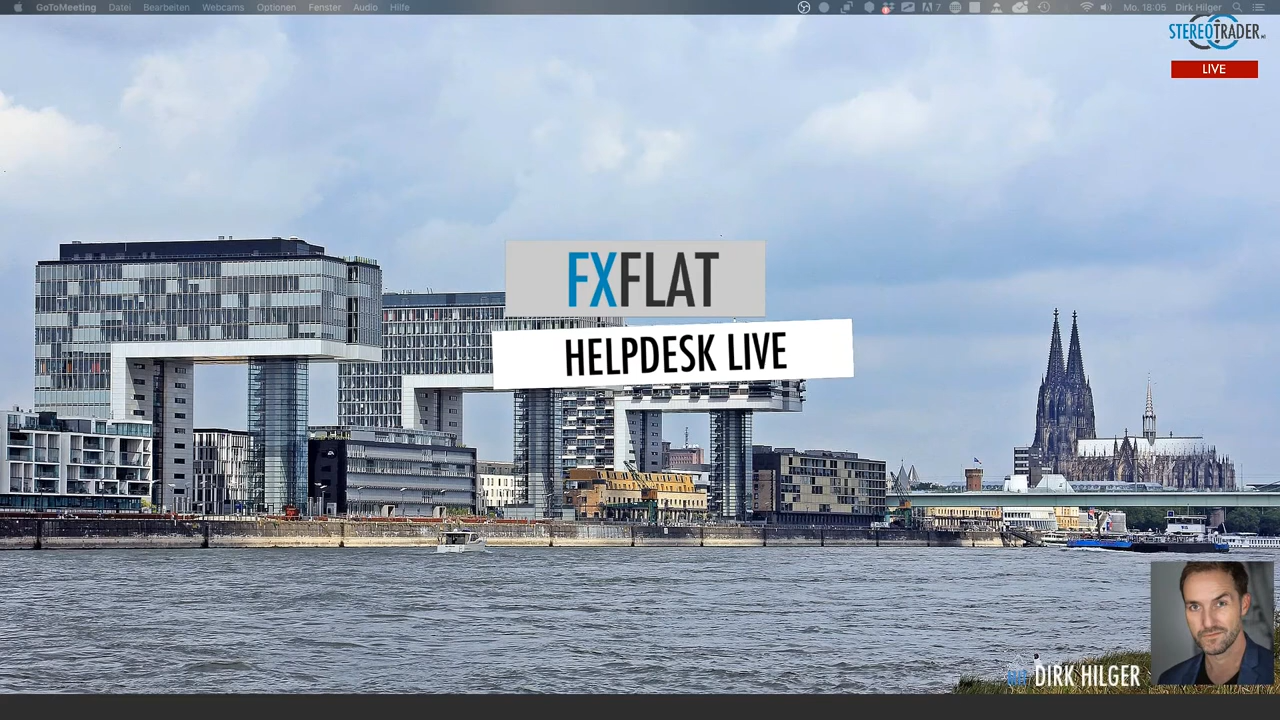 GoToMeeting Datei Bearbeiten Webcams Optionen Fenster Audio Hilfe 7 Mo. 18:05 Dirk Hilger
STEREOTRADER
LIVE
FXFLAT
HELPDESK LIVE
DIRK HILGER